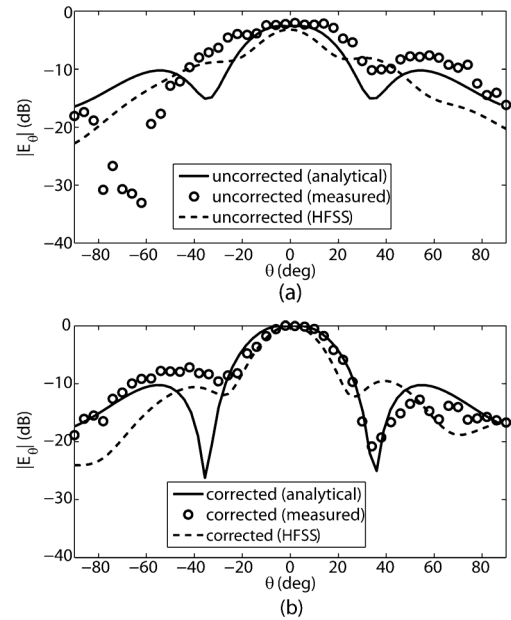 0
−10
−20
−30
−40
|Eθ| (dB)
uncorrected (analytical)
uncorrected (measured)
uncorrected (HFSS)
−80 −60 −40 −20 0 20 40 60 80
θ (deg)
(a)
0
−10
−20
−30
−40
|Eθ| (dB)
corrected (analytical)
corrected (measured)
corrected (HFSS)
−80 −60 −40 −20 0 20 40 60 80
θ (deg)
(b)